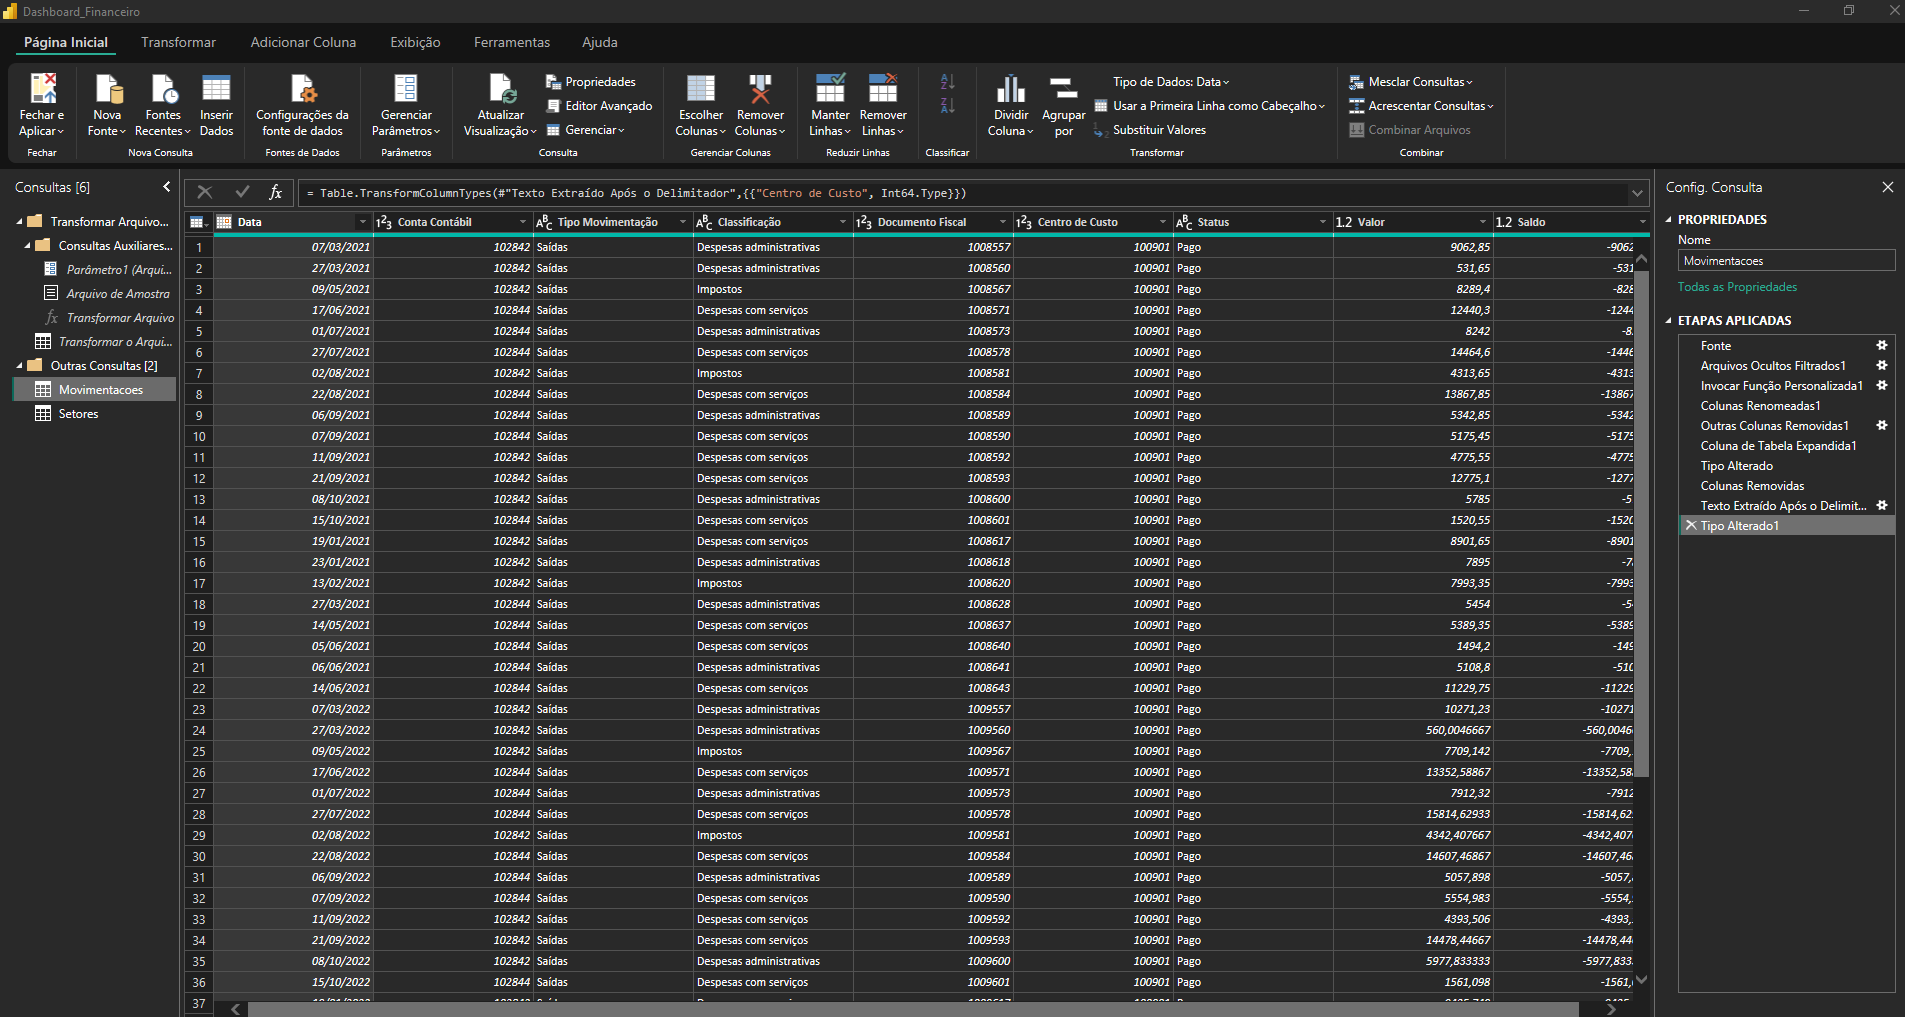 Dashboard_Financeiro
Página Inicial Transformar Adicionar Coluna Exibição Ferramentas Ajuda
Fechar e Aplicar
Fechar
Nova Fonte
Fontes Recentes
Inserir Dados
Nova Consulta
Configurações da fonte de dados
Fontes de Dados
Gerenciar Parâmetros
Parâmetros
Atualizar Visualização
Propriedades
Editor Avançado
Gerenciar
Consulta
Escolher Colunas
Remover Colunas
Gerenciar Colunas
Manter Linhas
Remover Linhas
Reduzir Linhas
Classificar
Dividir Coluna
Agrupar por
Tipo de Dados: Data
Usar a Primeira Linha como Cabeçalho
Substituir Valores
Transformar
Mesclar Consultas
Acrescentar Consultas
Combinar Arquivos
Combinar
Consultas [6]
Transformar Arquivo...
Consultas Auxiliares...
Parâmetro1 (Arqui...
Arquivo de Amostra
Transformar Arquivo
Transformar o Arqui...
Outras Consultas [2]
Movimentacoes
Setores
= Table.TransformColumnTypes(#"Texto Extraído Após o Delimitador",{{"Centro de Custo", Int64.Type}})
Data Conta Contábil Tipo Movimentação Classificação Documento Fiscal Centro de Custo Status Valor Saldo
1 07/03/2021 102842 Saídas Despesas administrativas 1008557 100901 Pago 9062,85 -9062
2 27/03/2021 102842 Saídas Despesas administrativas 1008560 100901 Pago 531,65 -531
3 09/05/2021 102842 Saídas Impostos 1008567 100901 Pago 8289,4 -828
4 17/06/2021 102844 Saídas Despesas com serviços 1008571 100901 Pago 12440,3 -1244
5 01/07/2021 102844 Saídas Despesas administrativas 1008573 100901 Pago 8242 -8
6 27/07/2021 102844 Saídas Despesas com serviços 1008578 100901 Pago 14464,6 -1446
7 02/08/2021 102842 Saídas Impostos 1008581 100901 Pago 4313,65 -4313
8 22/08/2021 102844 Saídas Despesas com serviços 1008584 100901 Pago 13867,85 -13867
9 06/09/2021 102844 Saídas Despesas administrativas 1008589 100901 Pago 5342,85 -5342
10 07/09/2021 102844 Saídas Despesas com serviços 1008590 100901 Pago 5175,45 -5175
11 11/09/2021 102842 Saídas Despesas com serviços 1008592 100901 Pago 4775,55 -4775
12 21/09/2021 102842 Saídas Despesas com serviços 1008593 100901 Pago 12775,1 -1277
13 08/10/2021 102842 Saídas Despesas administrativas 1008600 100901 Pago 5785 -5
14 15/10/2021 102844 Saídas Despesas com serviços 1008601 100901 Pago 1520,55 -1520
15 19/01/2021 102842 Saídas Despesas com serviços 1008617 100901 Pago 8901,65 -8901
16 23/01/2021 102842 Saídas Despesas administrativas 1008618 100901 Pago 7895 -7
17 13/02/2021 102842 Saídas Impostos 1008620 100901 Pago 7993,35 -7993
18 27/03/2021 102844 Saídas Despesas administrativas 1008628 100901 Pago 5454 -5
19 14/05/2021 102844 Saídas Despesas com serviços 1008637 100901 Pago 5389,35 -5389
20 05/06/2021 102844 Saídas Despesas com serviços 1008640 100901 Pago 1494,2 -149
21 06/06/2021 102844 Saídas Despesas administrativas 1008641 100901 Pago 5108,8 -510
22 14/06/2021 102844 Saídas Despesas com serviços 1008643 100901 Pago 11229,75 -11229
23 07/03/2022 102842 Saídas Despesas administrativas 1009557 100901 Pago 10271,23 -10271
24 27/03/2022 102842 Saídas Despesas administrativas 1009560 100901 Pago 560,0046667 -560,0046
25 09/05/2022 102842 Saídas Impostos 1009567 100901 Pago 7709,142 -7709,
26 17/06/2022 102844 Saídas Despesas com serviços 1009571 100901 Pago 13352,58867 -13352,58
27 01/07/2022 102844 Saídas Despesas administrativas 1009573 100901 Pago 7912,32 -7912
28 27/07/2022 102844 Saídas Despesas com serviços 1009578 100901 Pago 15814,62933 -15814,62
29 02/08/2022 102842 Saídas Impostos 1009581 100901 Pago 4342,407667 -4342,407
30 22/08/2022 102844 Saídas Despesas com serviços 1009584 100901 Pago 14607,46867 -14607,46
31 06/09/2022 102844 Saídas Despesas administrativas 1009589 100901 Pago 5057,898 -5057,
32 07/09/2022 102844 Saídas Despesas com serviços 1009590 100901 Pago 5554,983 -5554,
33 11/09/2022 102842 Saídas Despesas com serviços 1009592 100901 Pago 4393,506 -4393,
34 21/09/2022 102842 Saídas Despesas com serviços 1009593 100901 Pago 14478,44667 -14478,44
35 08/10/2022 102842 Saídas Despesas administrativas 1009600 100901 Pago 5977,833333 -5977,833
36 15/10/2022 102844 Saídas Despesas com serviços 1009601 100901 Pago 1561,098 -1561,
37
Config. Consulta
PROPRIEDADES
Nome
Movimentacoes
Todas as Propriedades
ETAPAS APLICADAS
Fonte
Arquivos Ocultos Filtrados1
Invocar Função Personalizada1
Colunas Renomeadas1
Outras Colunas Removidas1
Coluna de Tabela Expandida1
Tipo Alterado
Colunas Removidas
Texto Extraído Após o Delimit...
Tipo Alterado1